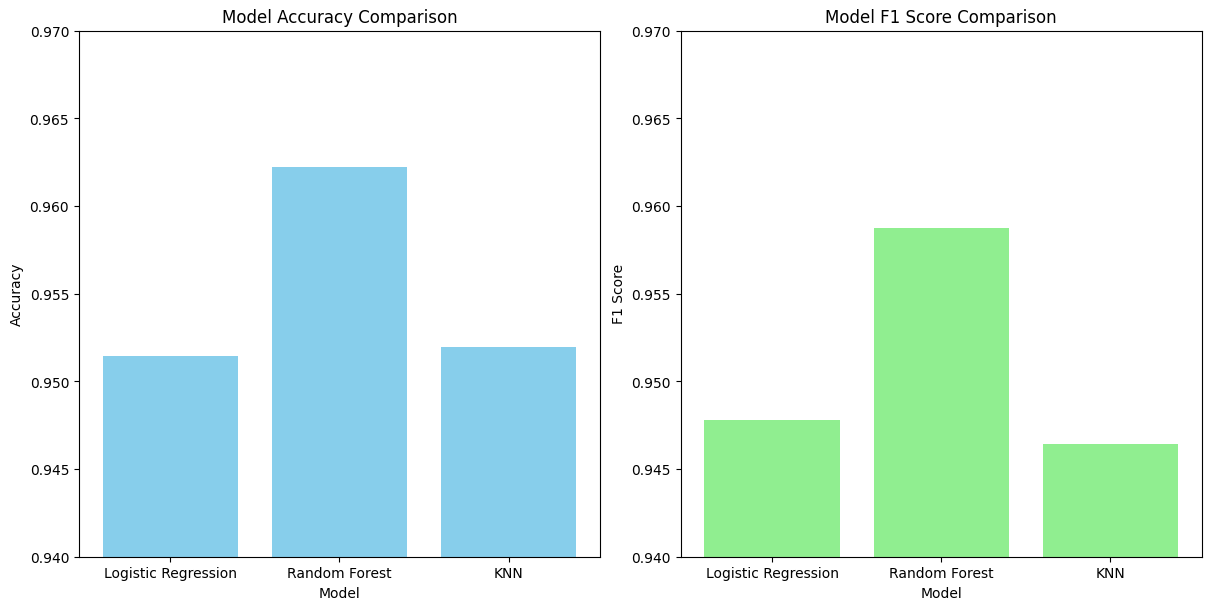 Model Accuracy Comparison
0.970
0.965
0.960
0.955
0.950
0.945
0.940
Accuracy
Logistic Regression Random Forest KNN
Model
Model F1 Score Comparison
0.970
0.965
0.960
0.955
0.950
0.945
0.940
F1 Score
Logistic Regression Random Forest KNN
Model